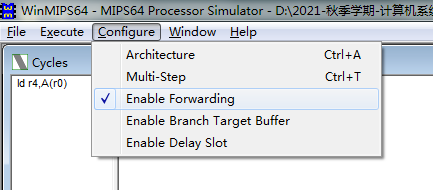 WinMIPS64 - MIPS64 Processor Simulator - D:\2021-秋季学期-计算机系统
File Execute Configure Window Help
Cycles
Architecture Ctrl+A
Multi-Step Ctrl+T
ld r4,A(r0)
✓ Enable Forwarding
Enable Branch Target Buffer
Enable Delay Slot